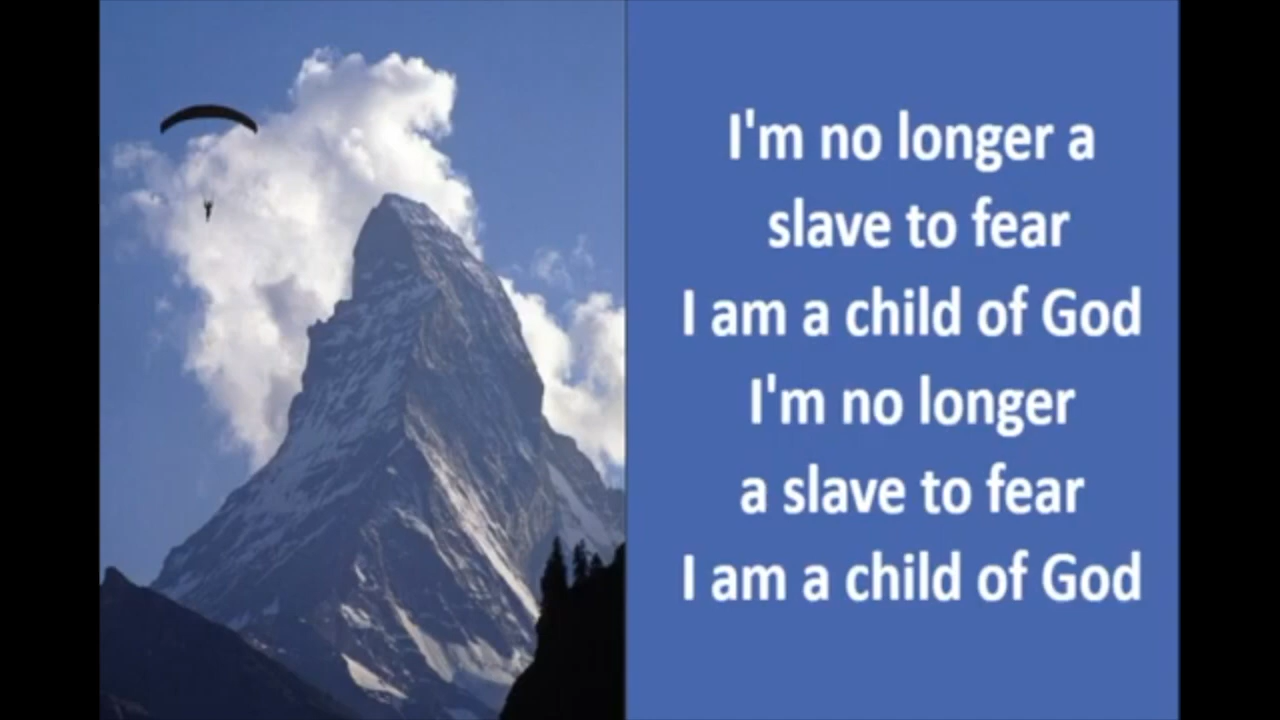 I'm no longer a
slave to fear
I am a child of God
I'm no longer
a slave to fear
I am a child of God